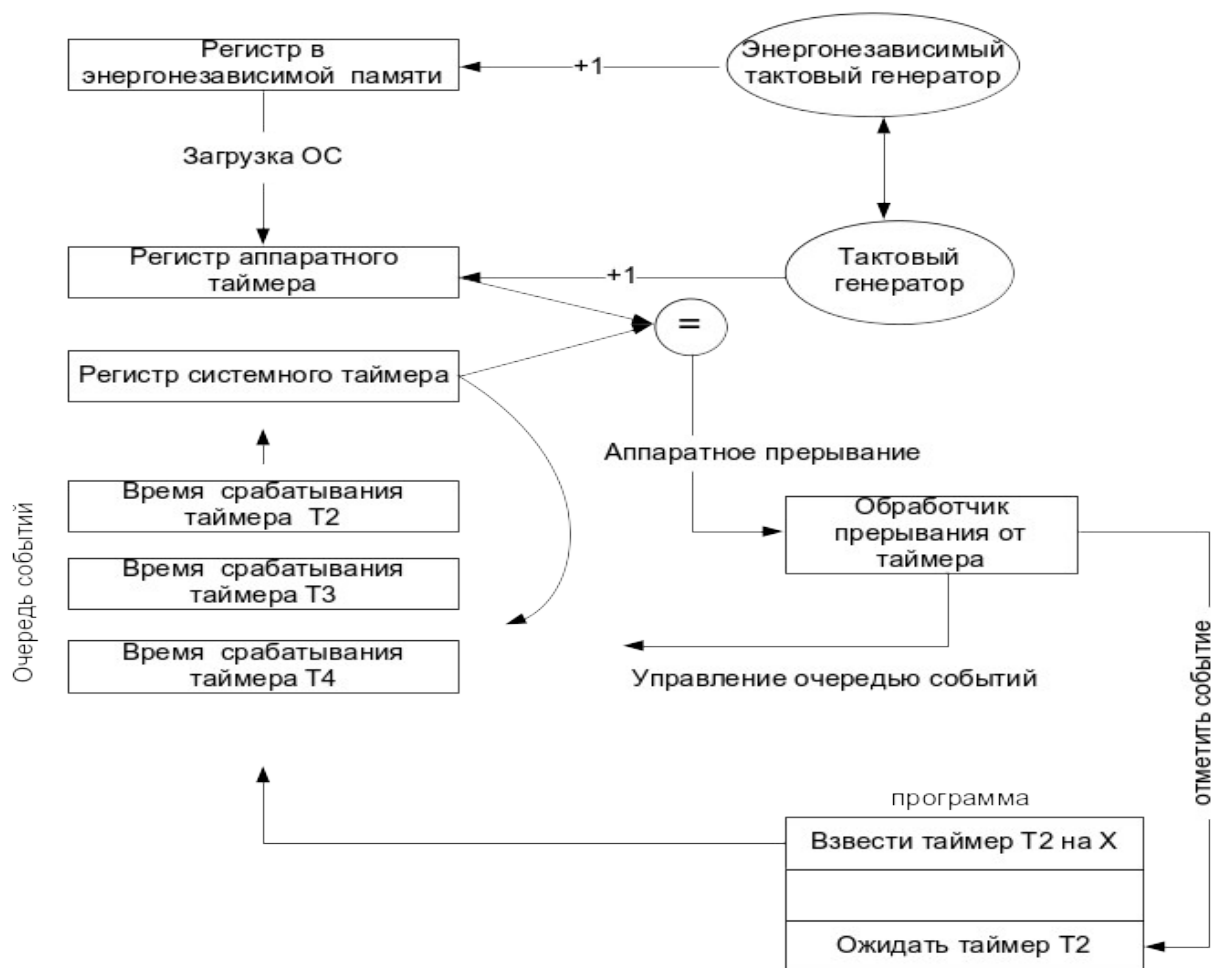 Регистр в
энергонезависимой памяти
+1
Энергонезависимый
тактовый генератор
Загрузка ОС
Регистр аппаратного
таймера
+1
Тактовый
генератор
=
Регистр системного таймера
Аппаратное прерывание
Очередь событий
Время срабатывания
таймера Т2
Время срабатывания
таймера Т3
Время срабатывания
таймера Т4
Обработчик
прерывания от
таймера
Управление очередью событий
отметить событие
программа
Взвести таймер Т2 на Х
Ожидать таймер Т2